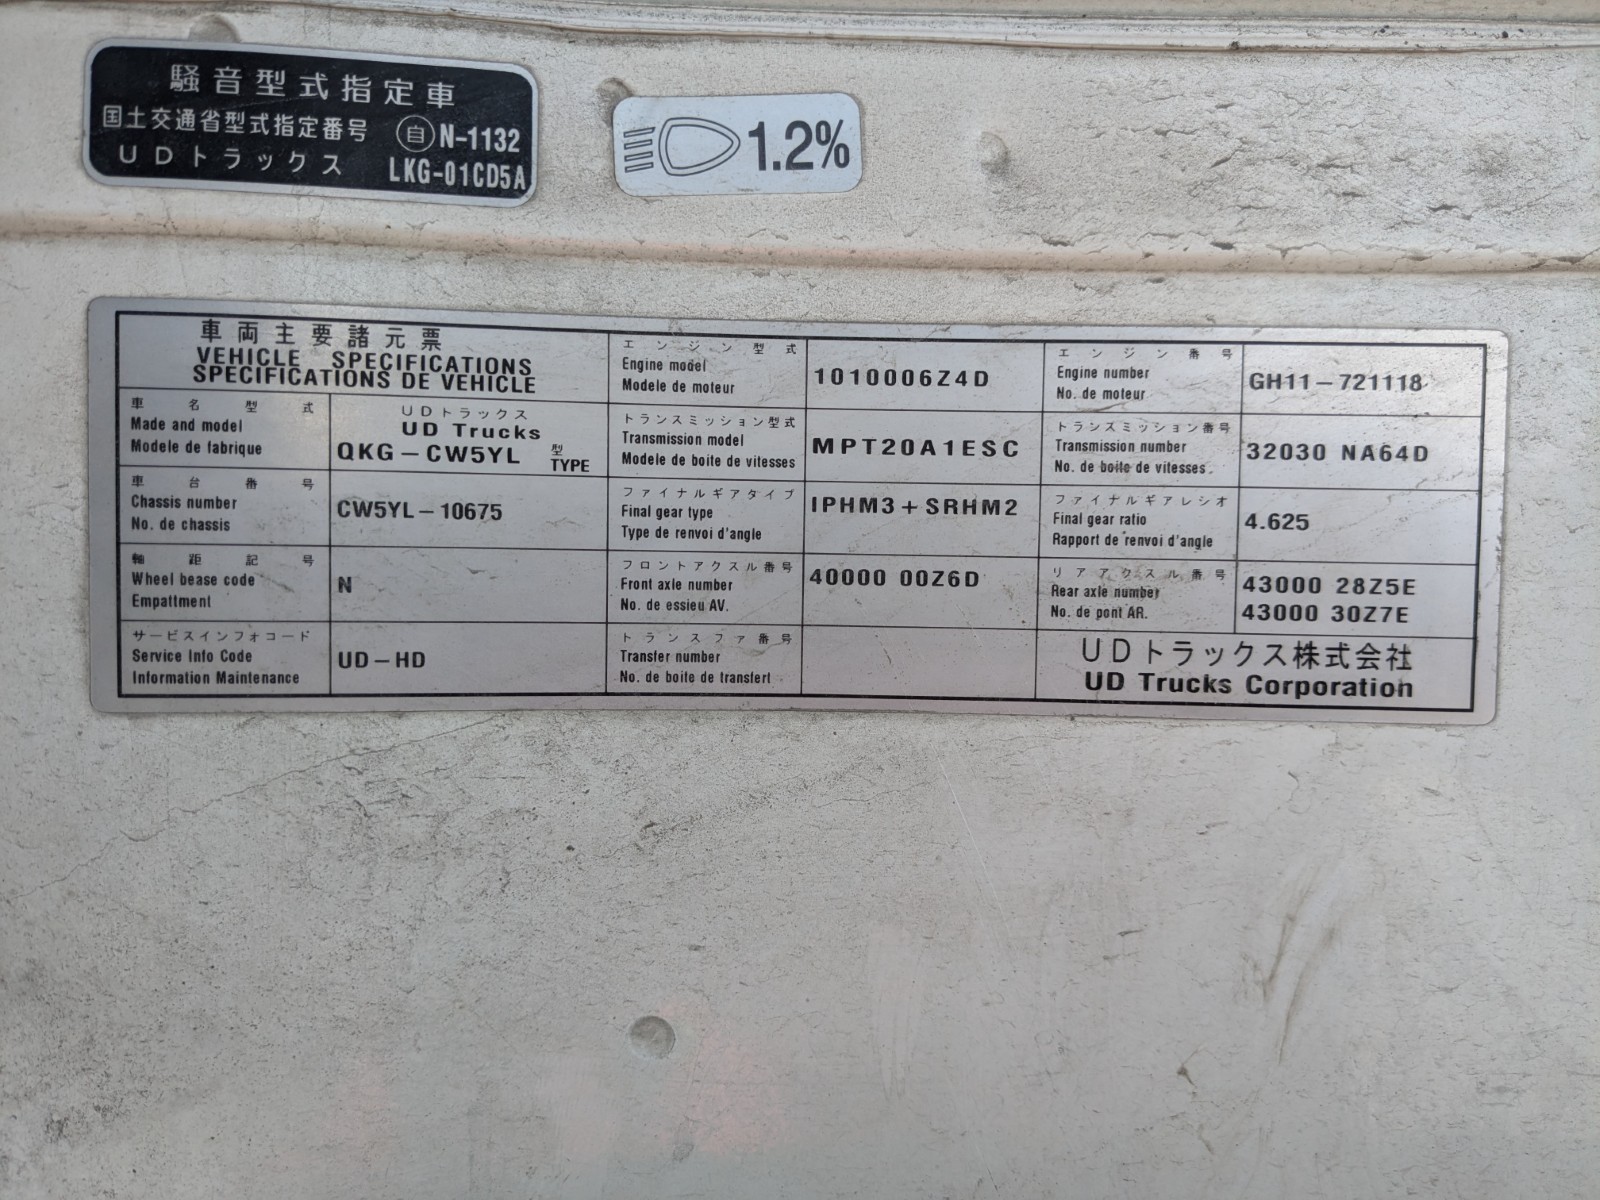 騒音型式指定車
国土交通省型式指定番号 自 N-1132
UDトラックス LKG-01CD5A
1.2%
車両主要諸元票
VEHICLE SPECIFICATIONS
SPECIFICATIONS DE VEHICLE
エンジン型式
Engine model
Modele de moteur
1010006Z4D
エンジン番号
Engine number
No. de moteur
GH11-721118
車名型式
Made and model
Modele de fabrique
UDトラックス
UD Trucks
QKG-CW5YL 型 TYPE
トランスミッション型式
Transmission model
Modele de boite de vitesses
MPT20A1ESC
トランスミッション番号
Transmission number
No. de boite de vitesses.
32030 NA64D
車台番号
Chassis number
No. de chassis
CW5YL-10675
ファイナルギアタイプ
Final gear type
Type de renvoi d'angle
IPHM3+SRHM2
ファイナルギアレシオ
Final gear ratio
Rapport de renvoi d'angle
4.625
軸距記号
Wheel bease code
Empattment
N
フロントアクスル番号
Front axle number
No. de essieu AV.
40000 00Z6D
リアアクスル番号
Rear axle number
No. de pont AR.
43000 28Z5E
43000 30Z7E
サービスインフォコード
Service Info Code
Information Maintenance
UD-HD
トランスファ番号
Transfer number
No. de boite de transfert
UDトラックス株式会社
UD Trucks Corporation